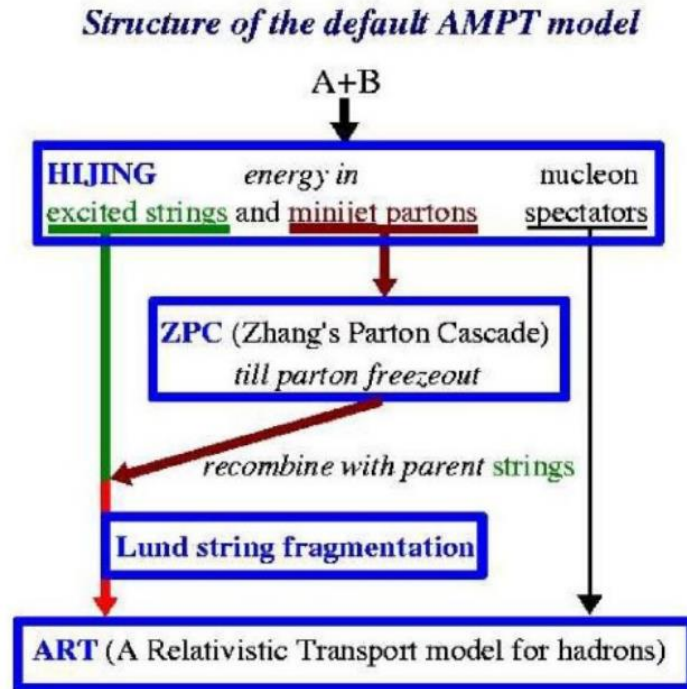 Structure of the default AMPT model
A+B
HIJING energy in nucleon
excited strings and minijet partons spectators
ZPC (Zhang's Parton Cascade)
till parton freezeout
recombine with parent strings
Lund string fragmentation
ART (A Relativistic Transport model for hadrons)